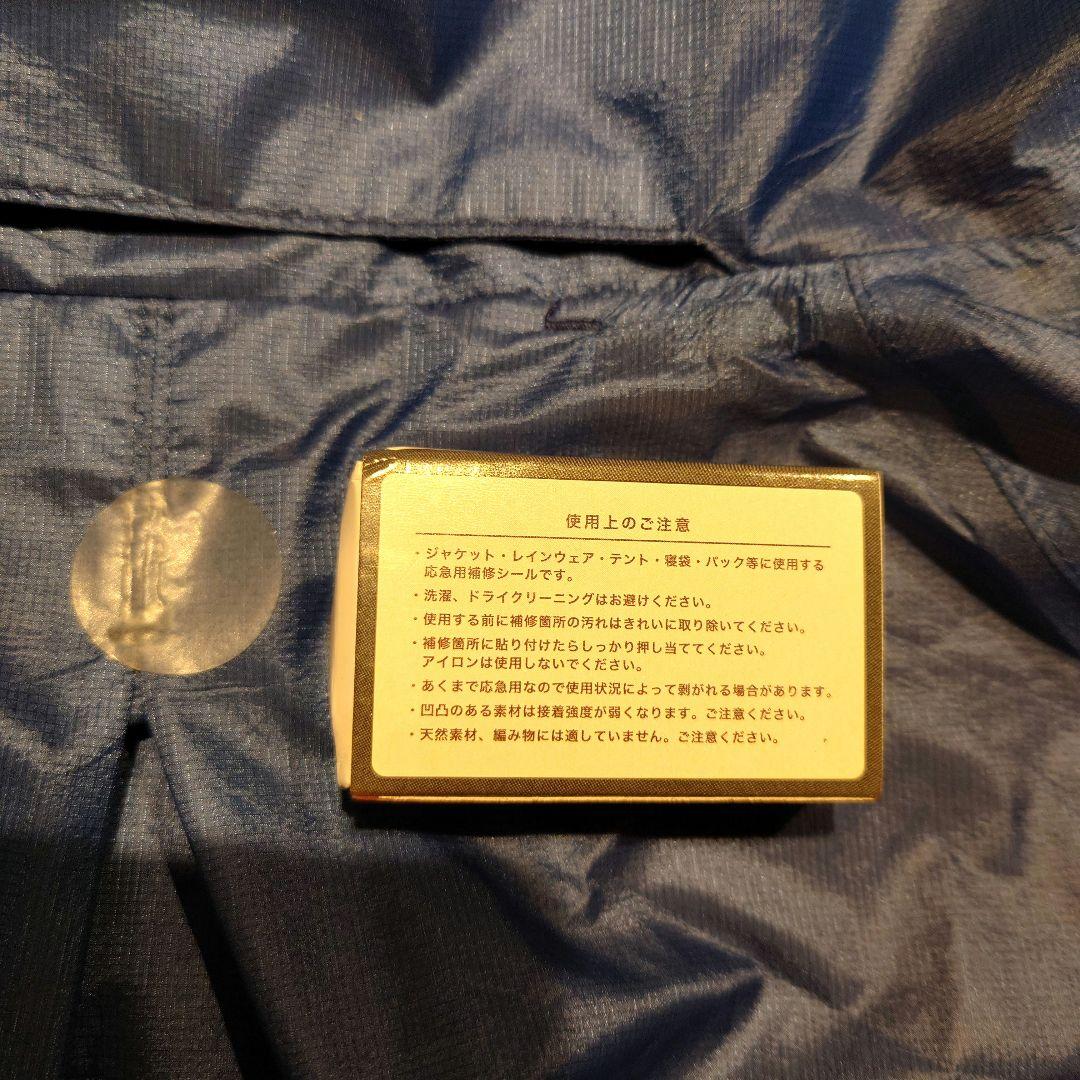 使用上のご注意
・ジャケット・レインウェア・テント・寝袋・バック等に使用する
応急用補修シールです。
・洗濯、ドライクリーニングはお避けください。
・使用する前に補修箇所の汚れはきれいに取り除いてください。
・補修箇所に貼り付けたらしっかり押し当ててください。
アイロンは使用しないでください。
・あくまで応急用なので使用状況によって剥がれる場合があります。
・凹凸のある素材は接着強度が弱くなります。ご注意ください。
・天然素材、編み物には適していません。ご注意ください。